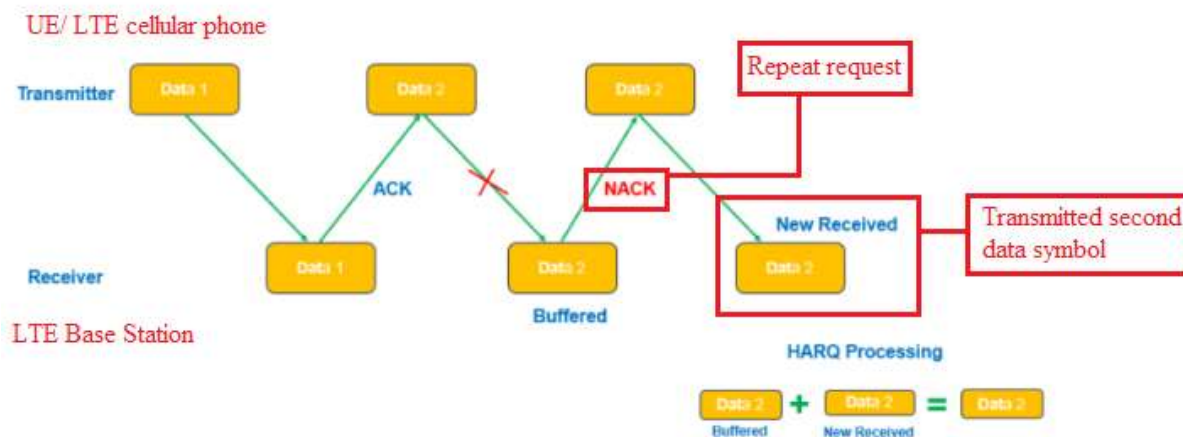 UE/ LTE cellular phone
Repeat request
Transmitter
Data 1
Data 2
Data 2
ACK
NACK
New Received
Transmitted second
data symbol
Receiver
Data 1
Data 2
Data 2
Buffered
LTE Base Station
HARQ Processing
Data 2 + Data 2 = Data 2
Buffered
New Received